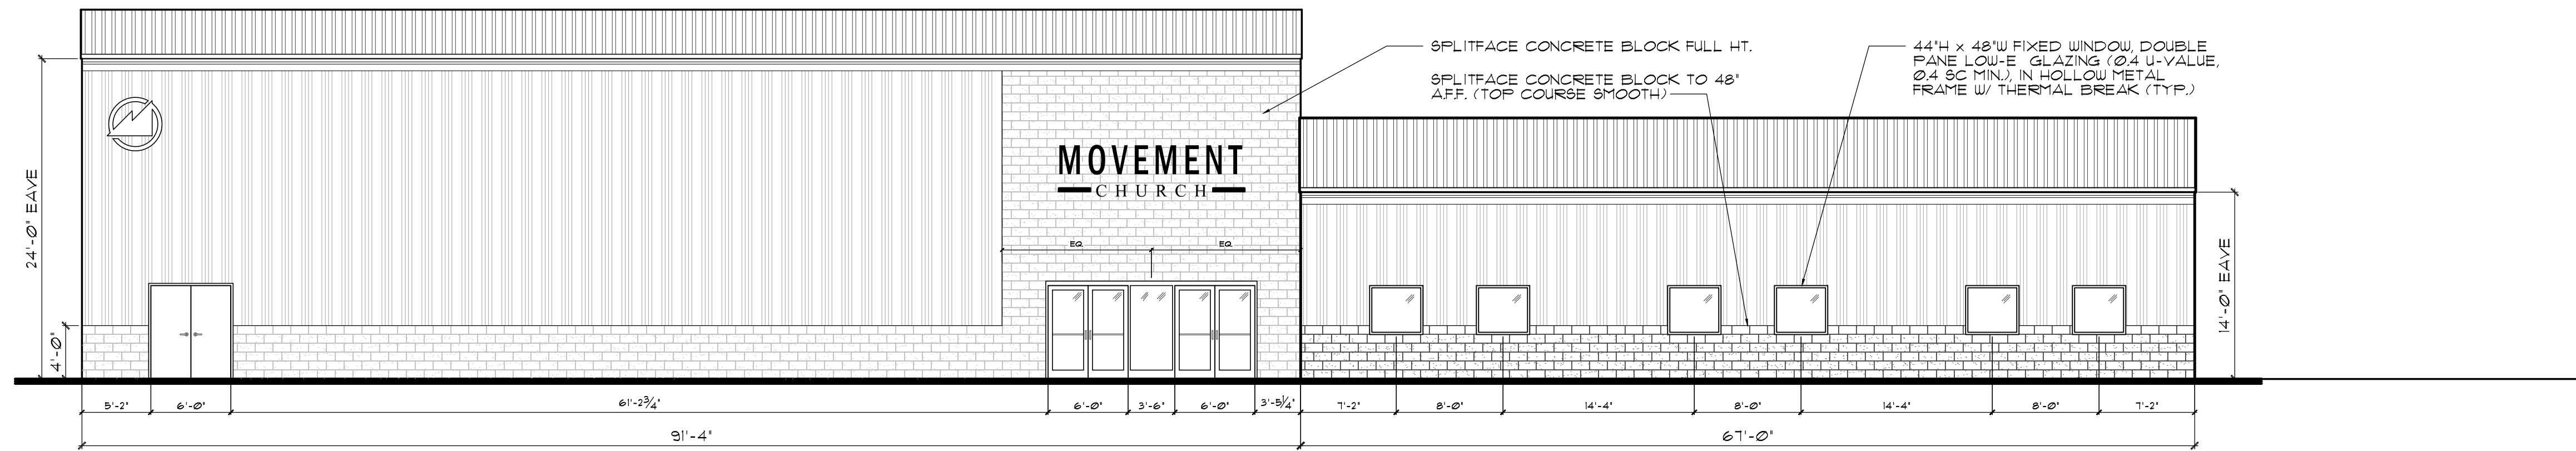 SPLITFACE CONCRETE BLOCK FULL HT.
SPLITFACE CONCRETE BLOCK TO 48"
A.F.F. (TOP COURSE SMOOTH)
44"H x 48"W FIXED WINDOW, DOUBLE
PANE LOW-E GLAZING (0.4 U-VALUE,
0.4 SC MIN.), IN HOLLOW METAL
FRAME W/ THERMAL BREAK (TYP.)
MOVEMENT
CHURCH
EQ. EQ.
24'-0" EAVE
4'-0"
14'-0" EAVE
5'-2" 6'-0" 61'-2¾" 6'-0" 3'-6" 6'-0" 3'-5¼" 7'-2" 8'-0" 14'-4" 8'-0" 14'-4" 8'-0" 7'-2"
91'-4" 67'-0"